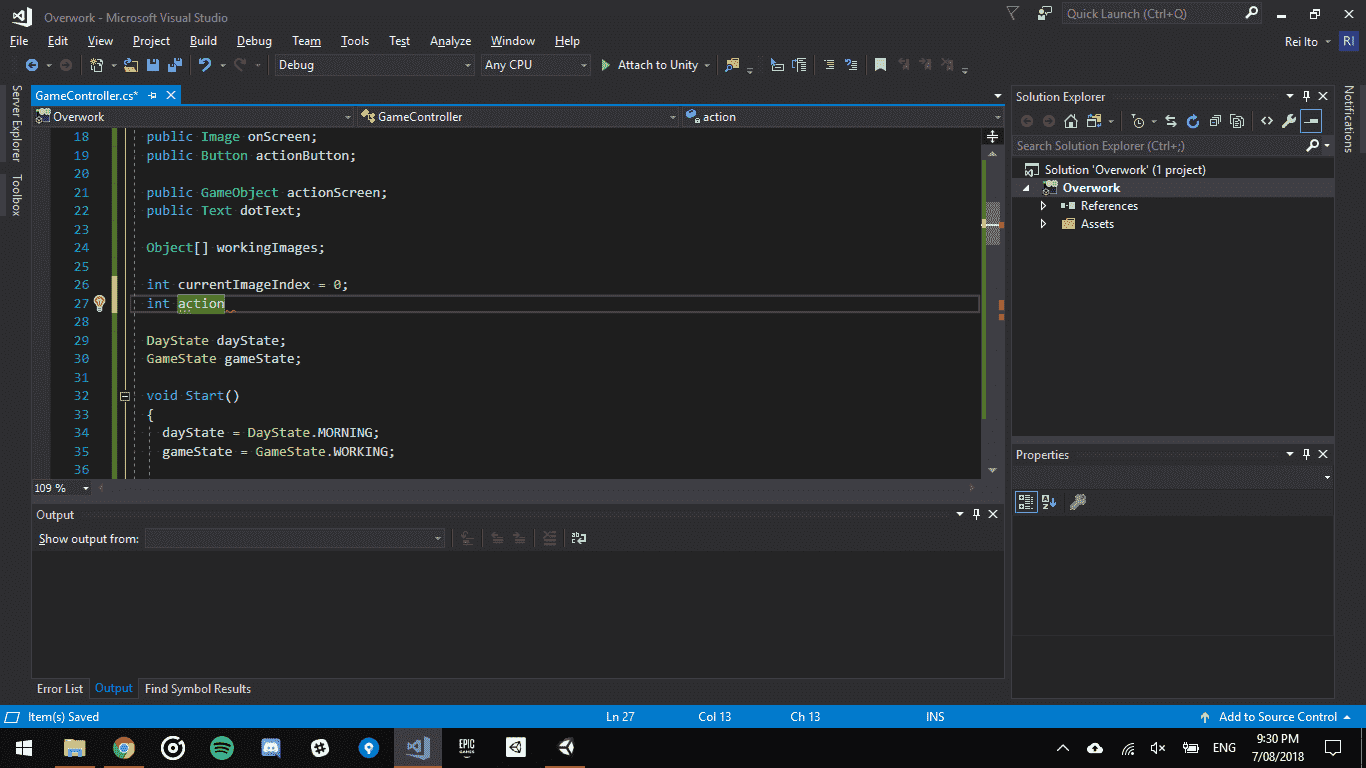 Overwork - Microsoft Visual Studio
Quick Launch (Ctrl+Q)
File Edit View Project Build Debug Team Tools Test Analyze Window Help
Rei Ito RI
Debug Any CPU Attach to Unity
Server Explorer
Toolbox
GameController.cs*
Overwork GameController action
18 public Image onScreen;
19 public Button actionButton;
20
21 public GameObject actionScreen;
22 public Text dotText;
23
24 Object[] workingImages;
25
26 int currentImageIndex = 0;
27 int action
28
29 DayState dayState;
30 GameState gameState;
31
32 void Start()
33 {
34 dayState = DayState.MORNING;
35 gameState = GameState.WORKING;
36
109 %
Output
Show output from:
Error List Output Find Symbol Results
Solution Explorer
Search Solution Explorer (Ctrl+;)
Solution 'Overwork' (1 project)
Overwork
References
Assets
Properties
Notifications
Item(s) Saved Ln 27 Col 13 Ch 13 INS Add to Source Control
EPIC
GAMES
ENG
9:30 PM
7/08/2018